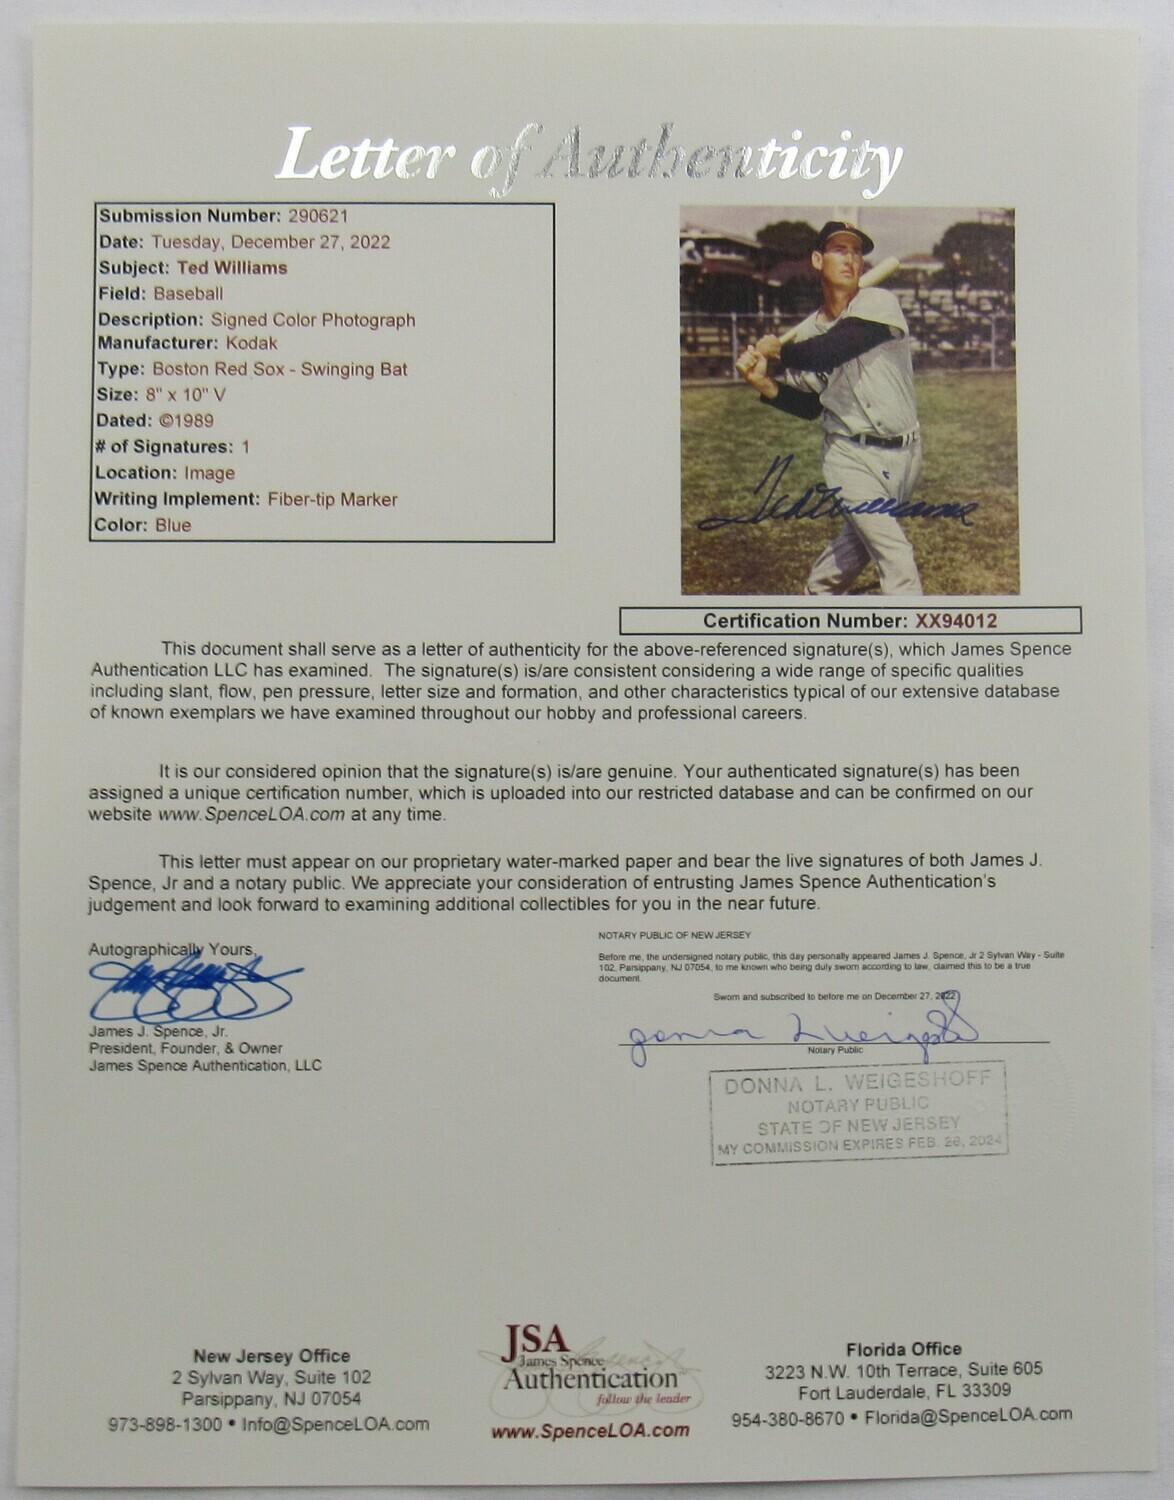 Letter of Authenticity
Submission Number: 290621
Date: Tuesday, December 27, 2022
Subject: Ted Williams
Field: Baseball
Description: Signed Color Photograph
Manufacturer: Kodak
Type: Boston Red Sox - Swinging Bat
Size: 8" x 10" V
Dated: ©1989
# of Signatures: 1
Location: Image
Writing Implement: Fiber-tip Marker
Color: Blue
Ted Williams
Certification Number: XX94012
This document shall serve as a letter of authenticity for the above-referenced signature(s), which James Spence
Authentication LLC has examined. The signature(s) is/are consistent considering a wide range of specific qualities
including slant, flow, pen pressure, letter size and formation, and other characteristics typical of our extensive database
of known exemplars we have examined throughout our hobby and professional careers.
It is our considered opinion that the signature(s) is/are genuine. Your authenticated signature(s) has been
assigned a unique certification number, which is uploaded into our restricted database and can be confirmed on our
website www.SpenceLOA.com at any time.
This letter must appear on our proprietary water-marked paper and bear the live signatures of both James J.
Spence, Jr and a notary public. We appreciate your consideration of entrusting James Spence Authentication's
judgement and look forward to examining additional collectibles for you in the near future.
Autographically Yours,
James J. Spence, Jr.
President, Founder, & Owner
James Spence Authentication, LLC
NOTARY PUBLIC OF NEW JERSEY
Before me, the undersigned notary public, this day personally appeared James J. Spence, Jr 2 Sylvan Way - Suite
102, Parsippany, NJ 07054, to me known who being duly sworn according to law, claimed this to be a true
document.
Sworn and subscribed to before me on December 27, 2022
Donna L Weigeshoff
Notary Public
DONNA L. WEIGESHOFF
NOTARY PUBLIC
STATE OF NEW JERSEY
MY COMMISSION EXPIRES FEB. 26, 2024
New Jersey Office
2 Sylvan Way, Suite 102
Parsippany, NJ 07054
973-898-1300 • Info@SpenceLOA.com
JSA
James Spence
Authentication
follow the leader
www.SpenceLOA.com
Florida Office
3223 N.W. 10th Terrace, Suite 605
Fort Lauderdale, FL 33309
954-380-8670 • Florida@SpenceLOA.com